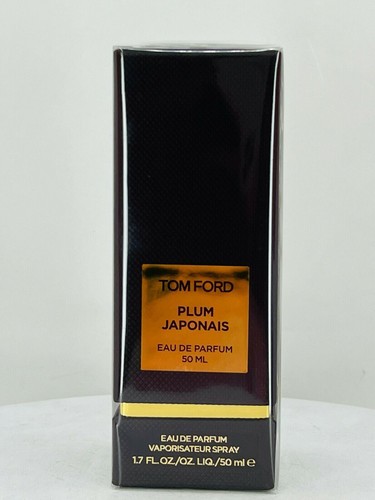 TOM FORD
PLUM
JAPONAIS
EAU DE PARFUM
50 ML
EAU DE PARFUM
VAPORISATEUR SPRAY
1.7 FL.OZ./OZ. LIQ./50 ml ℮